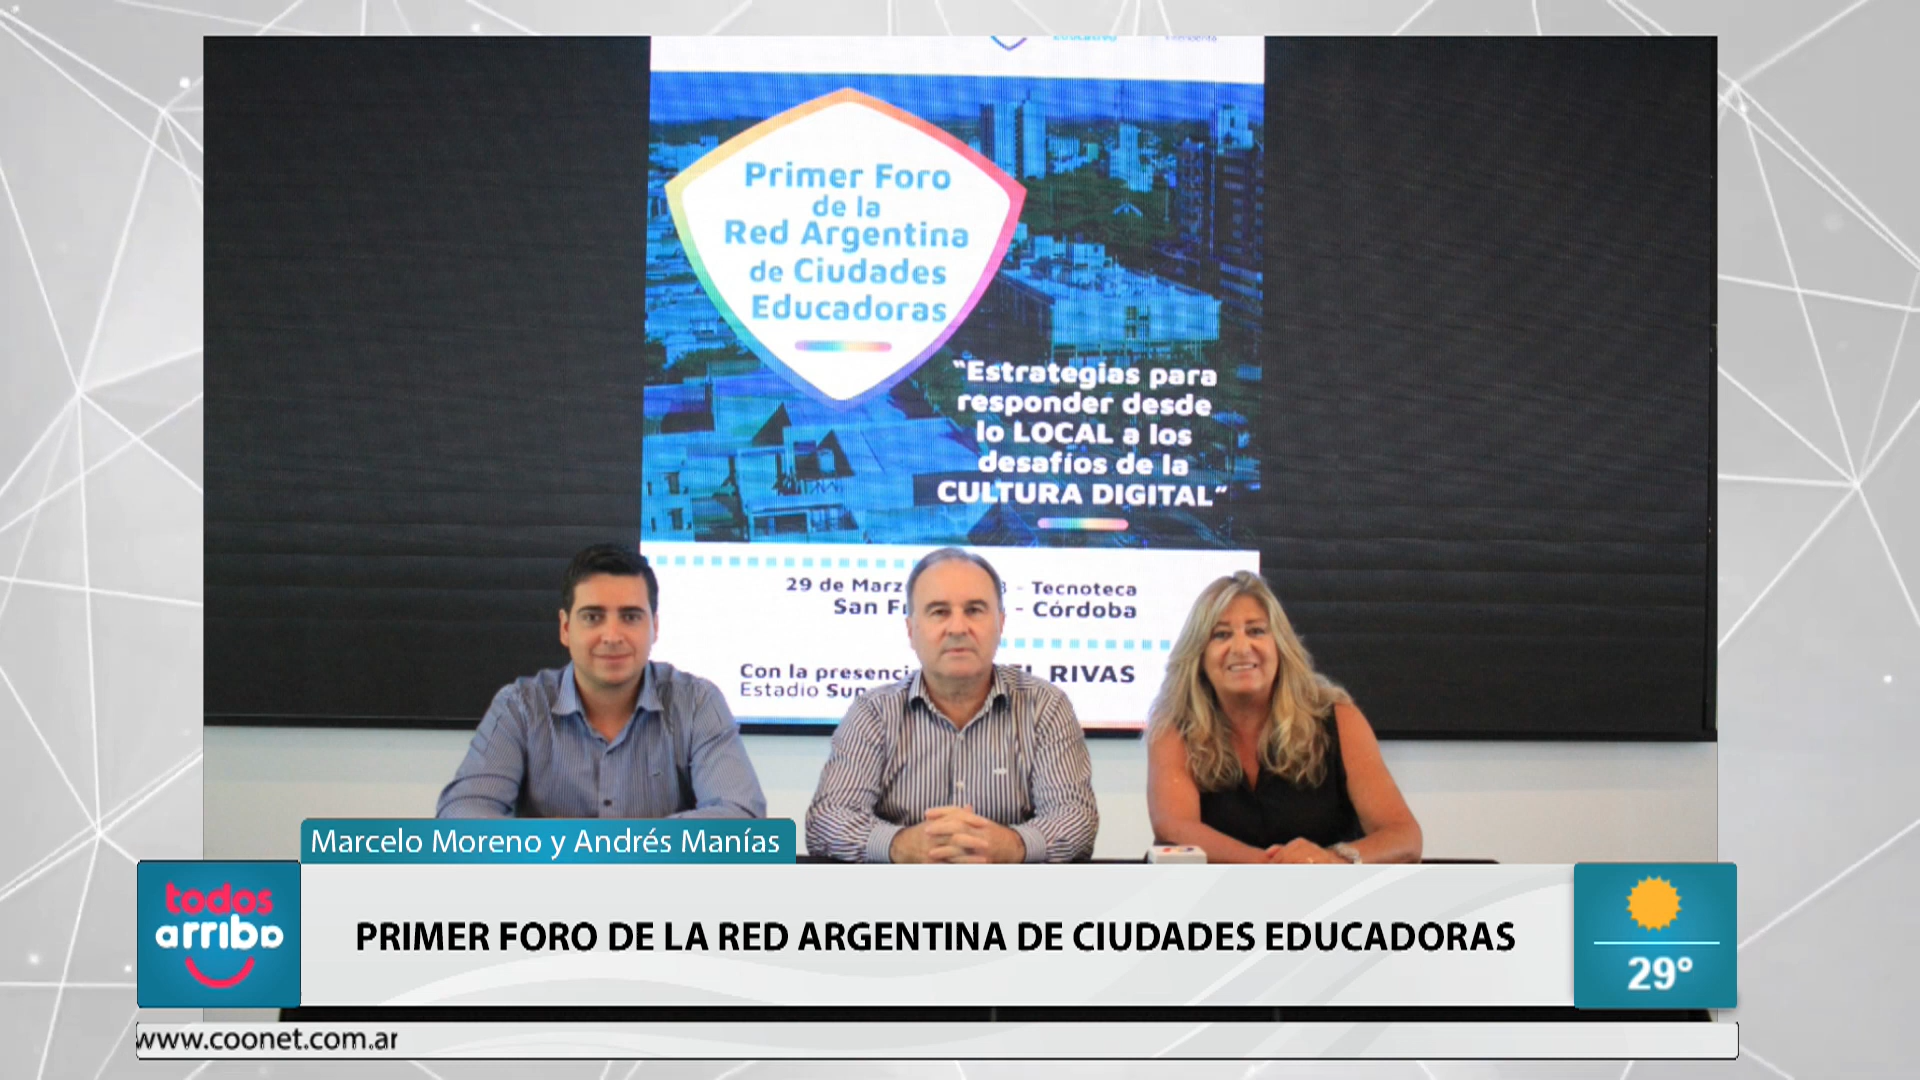 Primer Foro
de la
Red Argentina
de Ciudades
Educadoras
"Estrategias para
responder desde
lo LOCAL a los
desafíos de la
CULTURA DIGITAL"
29 de Marz - Tecnoteca
San F - Córdoba
Con la presenci RIVAS
Estadio Sup
Marcelo Moreno y Andrés Manías
todos
arriba
PRIMER FORO DE LA RED ARGENTINA DE CIUDADES EDUCADORAS
29°
www.coonet.com.ar